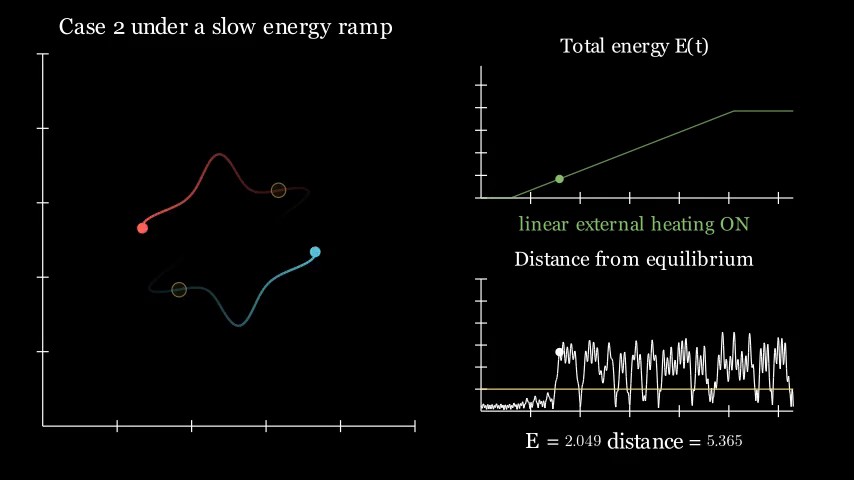 Case 2 under a slow energy ramp
Total energy E(t)
linear external heating ON
Distance from equilibrium
E = 2.049 distance = 5.365